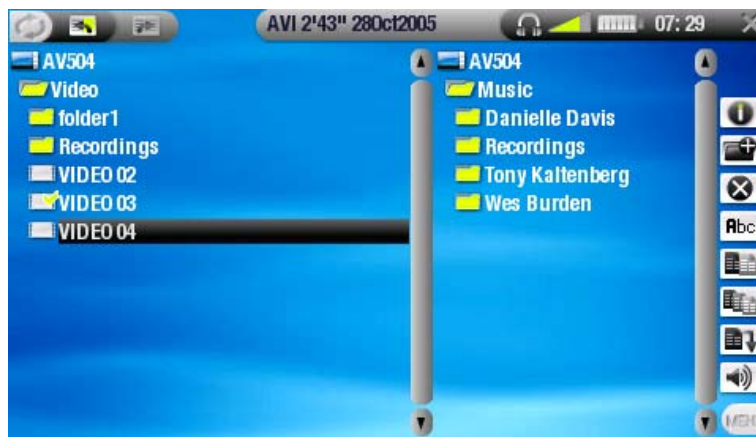 AVI 2'43" 28Oct2005
07:29
AV504
Video
folder1
Recordings
VIDEO 02
VIDEO 03
VIDEO 04
AV504
Music
Danielle Davis
Recordings
Tony Kaltenberg
Wes Burden
Abc